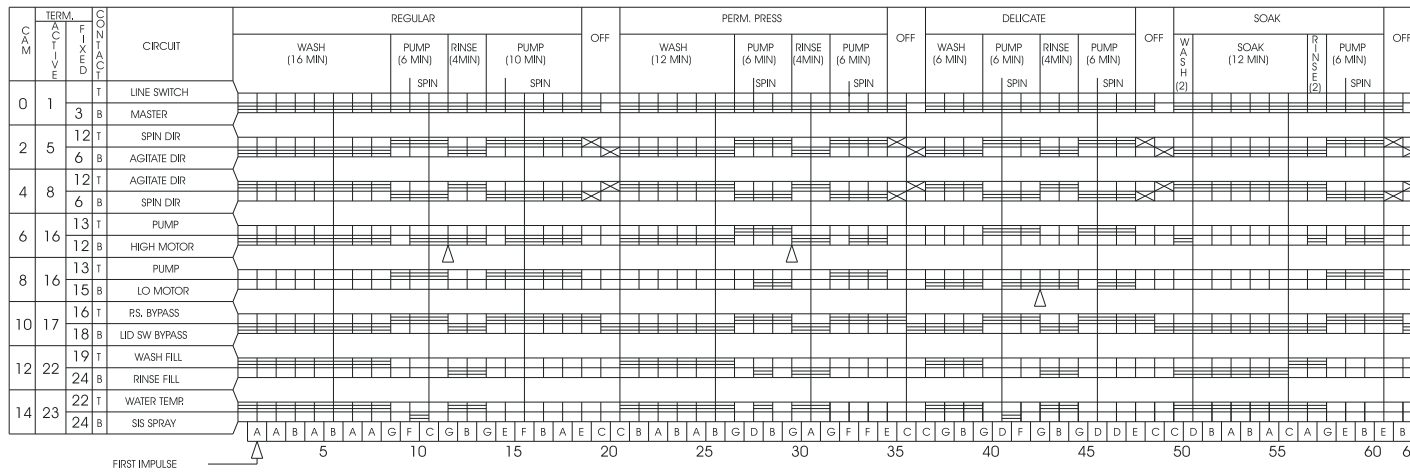 CAM
TERM.
ACTIVE
FIXED
CONTACT
CIRCUIT
REGULAR
WASH
(16 MIN)
PUMP
(6 MIN)
SPIN
RINSE
(4MIN)
PUMP
(10 MIN)
SPIN
OFF
PERM. PRESS
WASH
(12 MIN)
PUMP
(6 MIN)
SPIN
RINSE
(4MIN)
PUMP
(6 MIN)
SPIN
OFF
DELICATE
WASH
(6 MIN)
PUMP
(6 MIN)
SPIN
RINSE
(4MIN)
PUMP
(6 MIN)
SPIN
OFF
SOAK
WASH
(2)
SOAK
(12 MIN)
RINSE
(2)
PUMP
(6 MIN)
SPIN
0 1 T LINE SWITCH
3 B MASTER
2 5 12 T SPIN DIR
6 B AGITATE DIR
4 8 12 T AGITATE DIR
6 B SPIN DIR
6 16 13 T PUMP
12 B HIGH MOTOR
8 16 13 T PUMP
15 B LO MOTOR
10 17 16 T P.S. BYPASS
18 B LID SW BYPASS
12 22 19 T WASH FILL
24 B RINSE FILL
14 23 22 T WATER TEMP.
24 B SIS SPRAY
A A B A B A A G F C G B G E F B A E C C B A B A B G D B G A G F F E C C G B G D F G B G D D E C C D B A B A C A G E B E B
5 10 15 20 25 30 35 40 45 50 55 60
FIRST IMPULSE